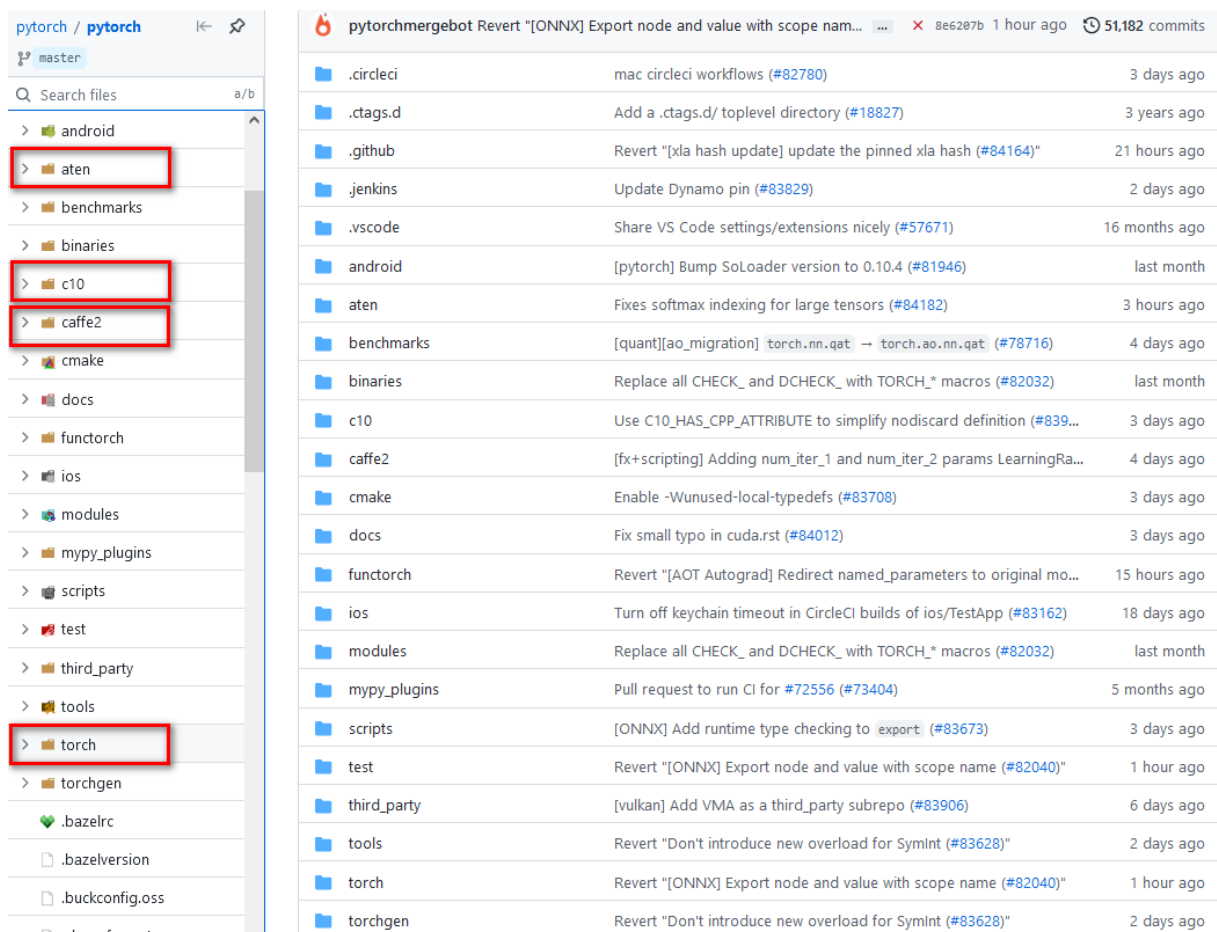 pytorch / pytorch
master
Search files a/b
android
aten
benchmarks
binaries
c10
caffe2
cmake
docs
functorch
ios
modules
mypy_plugins
scripts
test
third_party
tools
torch
torchgen
.bazelrc
.bazelversion
.buckconfig.oss
pytorchmergebot Revert "[ONNX] Export node and value with scope nam... ... 8e6207b 1 hour ago 51,182 commits
.circleci mac circleci workflows (#82780) 3 days ago
.ctags.d Add a .ctags.d/ toplevel directory (#18827) 3 years ago
.github Revert "[xla hash update] update the pinned xla hash (#84164)" 21 hours ago
.jenkins Update Dynamo pin (#83829) 2 days ago
.vscode Share VS Code settings/extensions nicely (#57671) 16 months ago
android [pytorch] Bump SoLoader version to 0.10.4 (#81946) last month
aten Fixes softmax indexing for large tensors (#84182) 3 hours ago
benchmarks [quant][ao_migration] torch.nn.qat → torch.ao.nn.qat (#78716) 4 days ago
binaries Replace all CHECK_ and DCHECK_ with TORCH_* macros (#82032) last month
c10 Use C10_HAS_CPP_ATTRIBUTE to simplify nodiscard definition (#839... 3 days ago
caffe2 [fx+scripting] Adding num_iter_1 and num_iter_2 params LearningRa... 4 days ago
cmake Enable -Wunused-local-typedefs (#83708) 3 days ago
docs Fix small typo in cuda.rst (#84012) 3 days ago
functorch Revert "[AOT Autograd] Redirect named_parameters to original mo... 15 hours ago
ios Turn off keychain timeout in CircleCI builds of ios/TestApp (#83162) 18 days ago
modules Replace all CHECK_ and DCHECK_ with TORCH_* macros (#82032) last month
mypy_plugins Pull request to run CI for #72556 (#73404) 5 months ago
scripts [ONNX] Add runtime type checking to export (#83673) 3 days ago
test Revert "[ONNX] Export node and value with scope name (#82040)" 1 hour ago
third_party [vulkan] Add VMA as a third_party subrepo (#83906) 6 days ago
tools Revert "Don't introduce new overload for SymInt (#83628)" 2 days ago
torch Revert "[ONNX] Export node and value with scope name (#82040)" 1 hour ago
torchgen Revert "Don't introduce new overload for SymInt (#83628)" 2 days ago